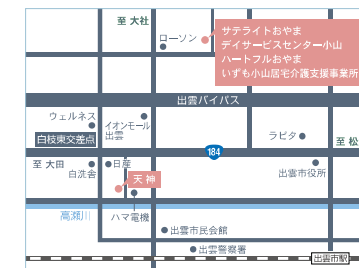 至 大社
ローソン
サテライトおやま
デイサービスセンター小山
ハートフルおやま
いずも小山居宅介護支援事業所
出雲バイパス
ウェルネス
イオンモール
出雲
白枝東交差点
ラピタ
至 松
184
至 大田
日産
白洗舎
天神
出雲市役所
高瀬川
ハマ電機
出雲市民会館
出雲警察署
出雲市駅